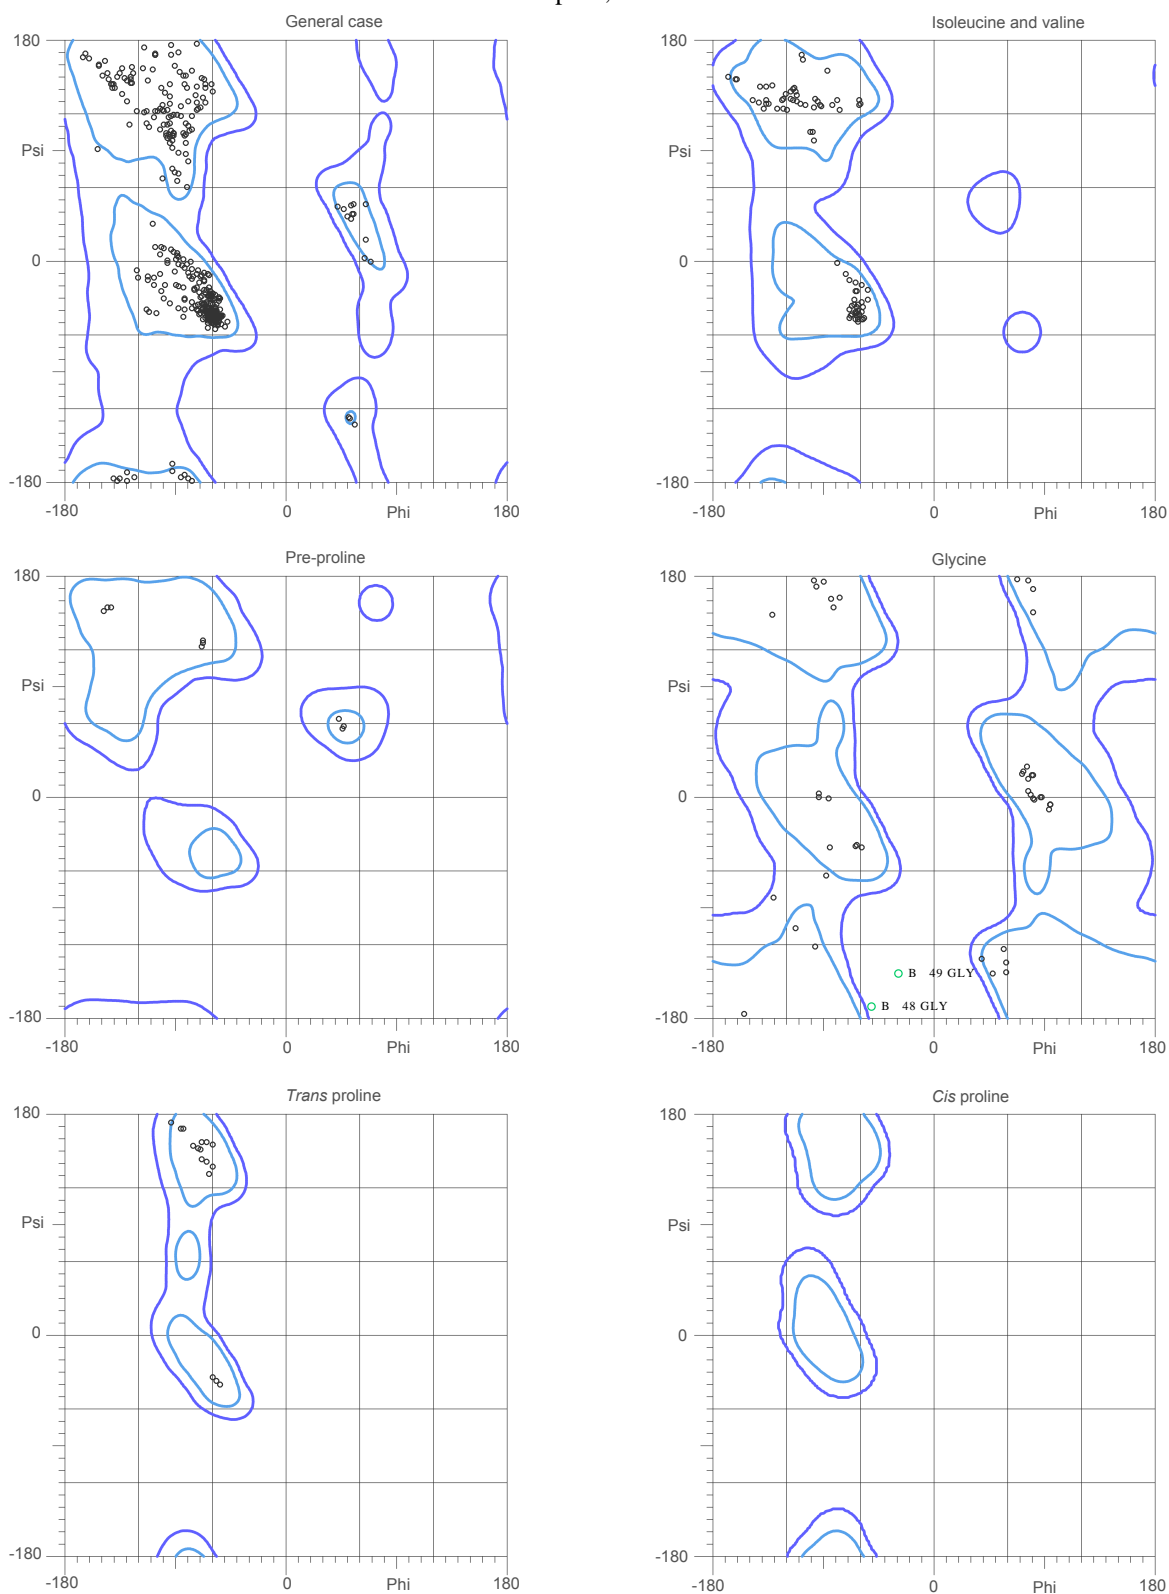 General case
Isoleucine and valine
180
180
Psi
Psi
0
0
-180
-180
-180 0 Phi 180
-180 0 Phi 180
Pre-proline
Glycine
180
180
Psi
Psi
0
0
B 49 GLY
B 48 GLY
-180
-180
-180 0 Phi 180
-180 0 Phi 180
Trans proline
Cis proline
180
180
Psi
Psi
0
0
-180
-180
-180 0 Phi 180
-180 0 Phi 180